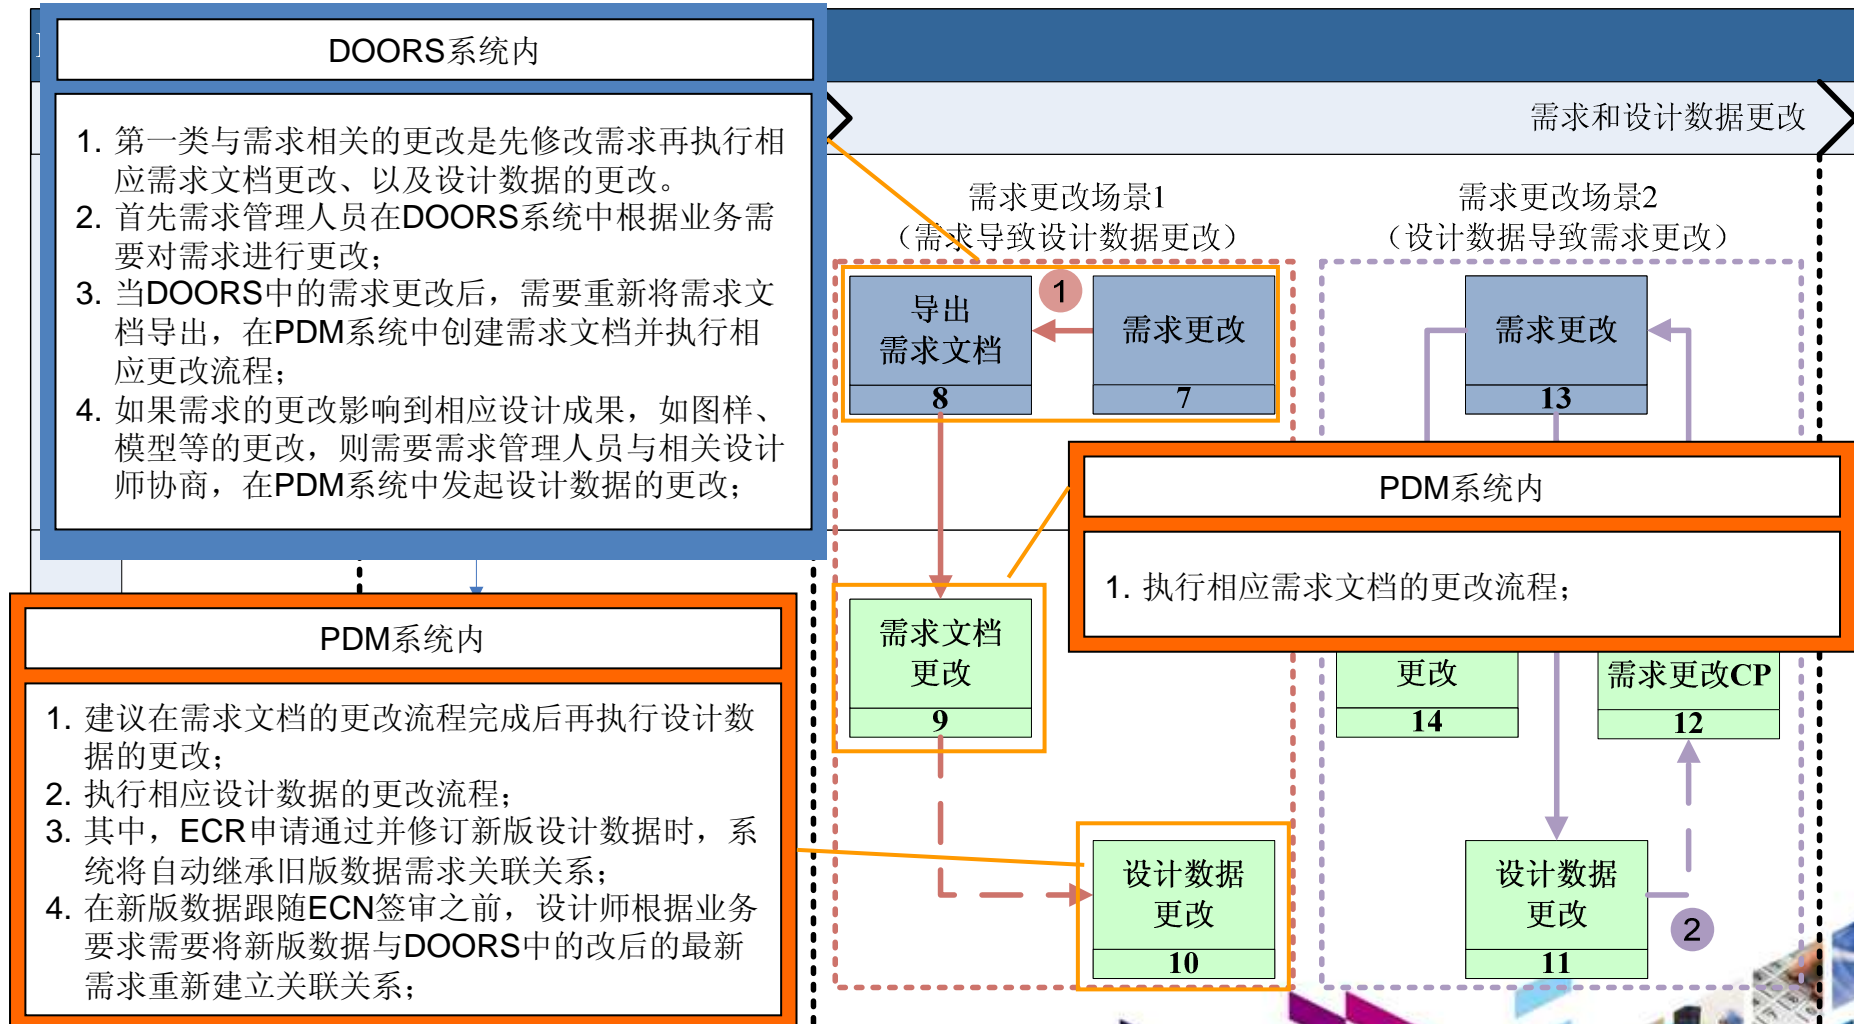 DOORS系统内
1. 第一类与需求相关的更改是先修改需求再执行相
应需求文档更改、以及设计数据的更改。
2. 首先需求管理人员在DOORS系统中根据业务需
要对需求进行更改；
3. 当DOORS中的需求更改后，需要重新将需求文
档导出，在PDM系统中创建需求文档并执行相
应更改流程；
4. 如果需求的更改影响到相应设计成果，如图样、
模型等的更改，则需要需求管理人员与相关设计
师协商，在PDM系统中发起设计数据的更改；
需求和设计数据更改
需求更改场景1
（需求导致设计数据更改）
需求更改场景2
（设计数据导致需求更改）
导出
需求文档
8
1
需求更改
7
需求更改
13
PDM系统内
1. 执行相应需求文档的更改流程；
需求文档
更改
9
更改
14
需求更改CP
12
PDM系统内
1. 建议在需求文档的更改流程完成后再执行设计数
据的更改；
2. 执行相应设计数据的更改流程；
3. 其中，ECR申请通过并修订新版设计数据时，系
统将自动继承旧版数据需求关联关系；
4. 在新版数据跟随ECN签审之前，设计师根据业务
要求需要将新版数据与DOORS中的改后的最新
需求重新建立关联关系；
设计数据
更改
10
设计数据
更改
11
2